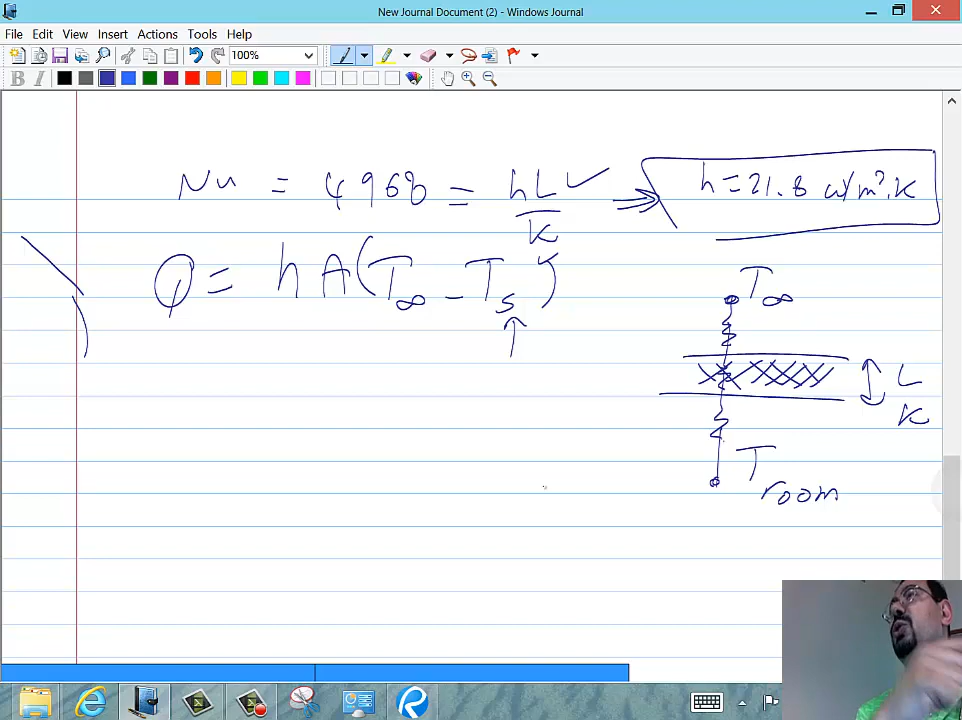 New Journal Document (2) - Windows Journal
File Edit View Insert Actions Tools Help
100%
B I
Nu = 4968 = hL/K ⇒ h = 21.8 W/m².K
Q = hA(T∞ - Ts)
T∞
L
K
T room